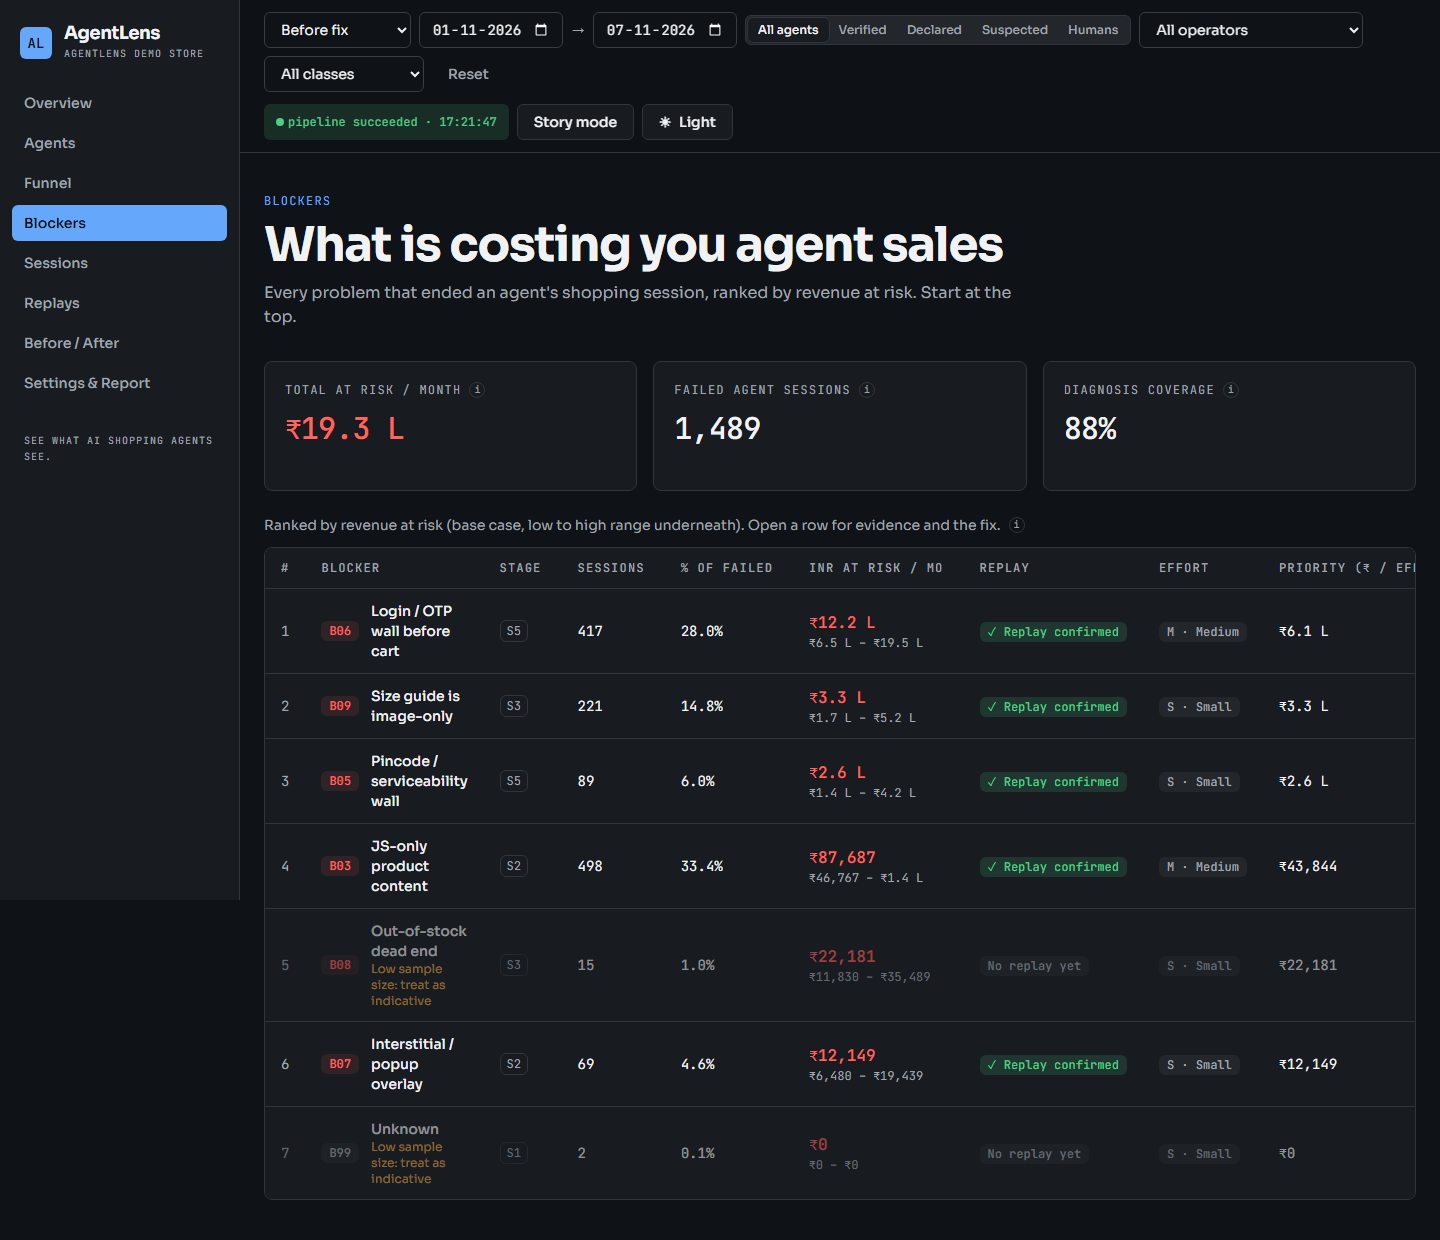 AL
AgentLens
AGENTLENS DEMO STORE
Overview
Agents
Funnel
Blockers
Sessions
Replays
Before / After
Settings & Report
SEE WHAT AI SHOPPING AGENTS
SEE.
Before fix
01-11-2026 → 07-11-2026
All agents Verified Declared Suspected Humans
All operators
All classes
Reset
pipeline succeeded · 17:21:47
Story mode
☀ Light
BLOCKERS
What is costing you agent sales
Every problem that ended an agent's shopping session, ranked by revenue at risk. Start at the
top.
TOTAL AT RISK / MONTH i
₹19.3 L
FAILED AGENT SESSIONS i
1,489
DIAGNOSIS COVERAGE i
88%
Ranked by revenue at risk (base case, low to high range underneath). Open a row for evidence and the fix. i
# BLOCKER STAGE SESSIONS % OF FAILED INR AT RISK / MO REPLAY EFFORT PRIORITY (₹ / EF
1 B06 Login / OTP
wall before
cart
S5 417 28.0% ₹12.2 L
₹6.5 L – ₹19.5 L
✓ Replay confirmed M · Medium ₹6.1 L
2 B09 Size guide is
image-only
S3 221 14.8% ₹3.3 L
₹1.7 L – ₹5.2 L
✓ Replay confirmed S · Small ₹3.3 L
3 B05 Pincode /
serviceability
wall
S5 89 6.0% ₹2.6 L
₹1.4 L – ₹4.2 L
✓ Replay confirmed S · Small ₹2.6 L
4 B03 JS-only
product
content
S2 498 33.4% ₹87,687
₹46,767 – ₹1.4 L
✓ Replay confirmed M · Medium ₹43,844
5 B08 Out-of-stock
dead end
Low sample
size: treat as
indicative
S3 15 1.0% ₹22,181
₹11,830 – ₹35,489
No replay yet S · Small ₹22,181
6 B07 Interstitial /
popup
overlay
S2 69 4.6% ₹12,149
₹6,480 – ₹19,439
✓ Replay confirmed S · Small ₹12,149
7 B99 Unknown
Low sample
size: treat as
indicative
S1 2 0.1% ₹0
₹0 – ₹0
No replay yet S · Small ₹0